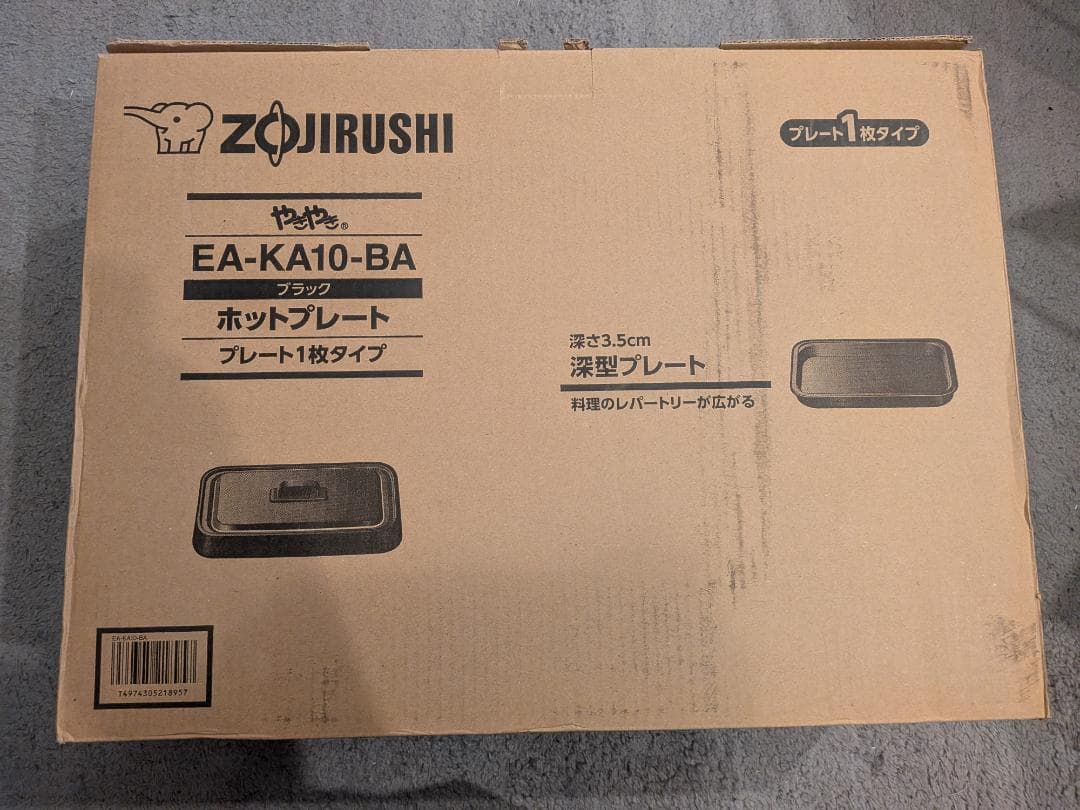 ZOJIRUSHI
プレート1枚タイプ
やきやき®
EA-KA10-BA
ブラック
ホットプレート
プレート1枚タイプ
深さ3.5cm
深型プレート
料理のレパートリーが広がる
EA-KA10-BA
T4974305218957